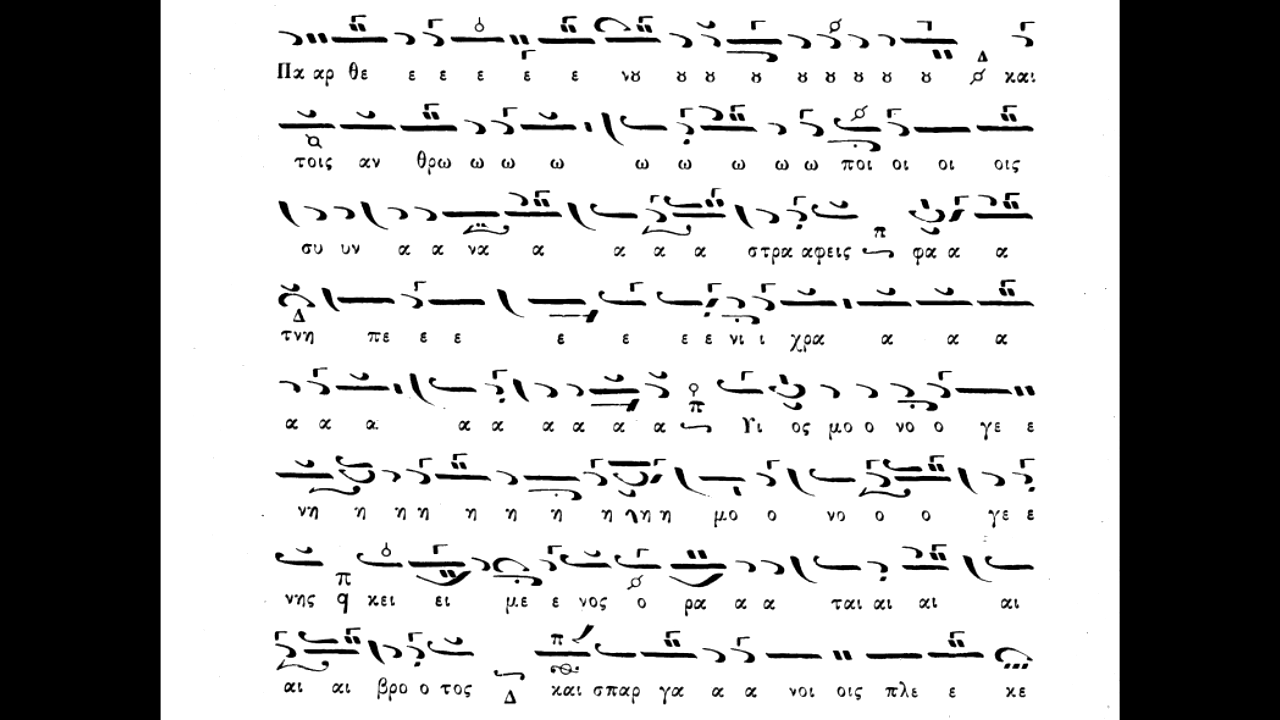 Πα αρ θε ε ε ε ε ε νȣ ȣ ȣ ȣ ȣ ȣ ȣ ȣ ȣ και
τοις αν θρω ω ω ω ω ω ω ω ω ποι οι οι οις
συ υν α α να α α α α στρα αφεις φα α α
τνη πε ε ε ε ε ε ε νι ι χρα α α α
α α α α α α α α α Υι ος μο ο νο ο γε ε
νη η η η η η η η νη η μο ο νο ο ο γε ε
νης κει ει με ε νος ο ρα α α ται αι αι αι
αι αι βρο ο τος και σπαρ γα α α νοι οις πλε ε κε